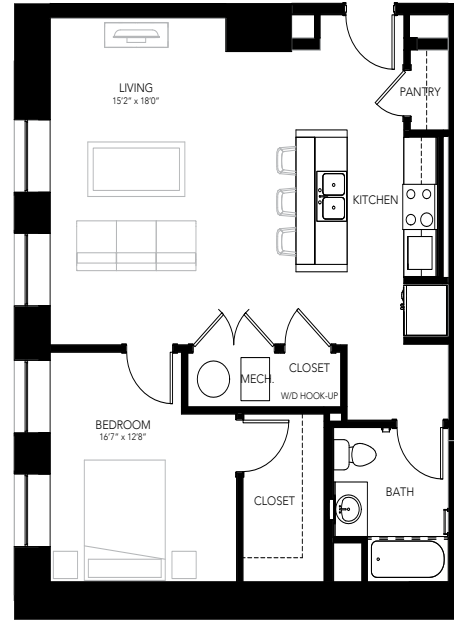 LIVING
15'2" x 18'0"
PANTRY
KITCHEN
MECH.
CLOSET
W/D HOOK-UP
BEDROOM
16'7" x 12'8"
CLOSET
BATH